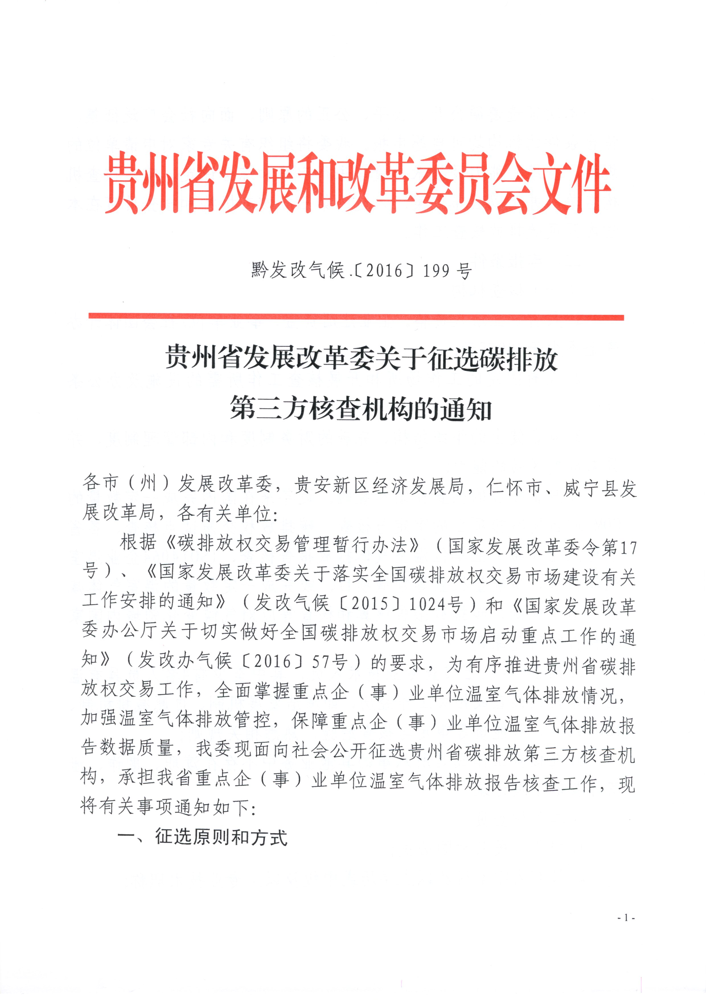 贵州省发展和改革委员会文件
黔发改气候.〔2016〕199 号
贵州省发展改革委关于征选碳排放
第三方核查机构的通知
各市（州）发展改革委，贵安新区经济发展局，仁怀市、威宁县发
展改革局，各有关单位：
根据《碳排放权交易管理暂行办法》（国家发展改革委令第17
号）、《国家发展改革委关于落实全国碳排放权交易市场建设有关
工作安排的通知》（发改气候〔2015〕1024号）和《国家发展改革
委办公厅关于切实做好全国碳排放权交易市场启动重点工作的通
知》（发改办气候〔2016〕57号）的要求，为有序推进贵州省碳排
放权交易工作，全面掌握重点企（事）业单位温室气体排放情况，
加强温室气体排放管控，保障重点企（事）业单位温室气体排放报
告数据质量，我委现面向社会公开征选贵州省碳排放第三方核查机
构，承担我省重点企（事）业单位温室气体排放报告核查工作，现
将有关事项通知如下：
一、征选原则和方式
- 1 -